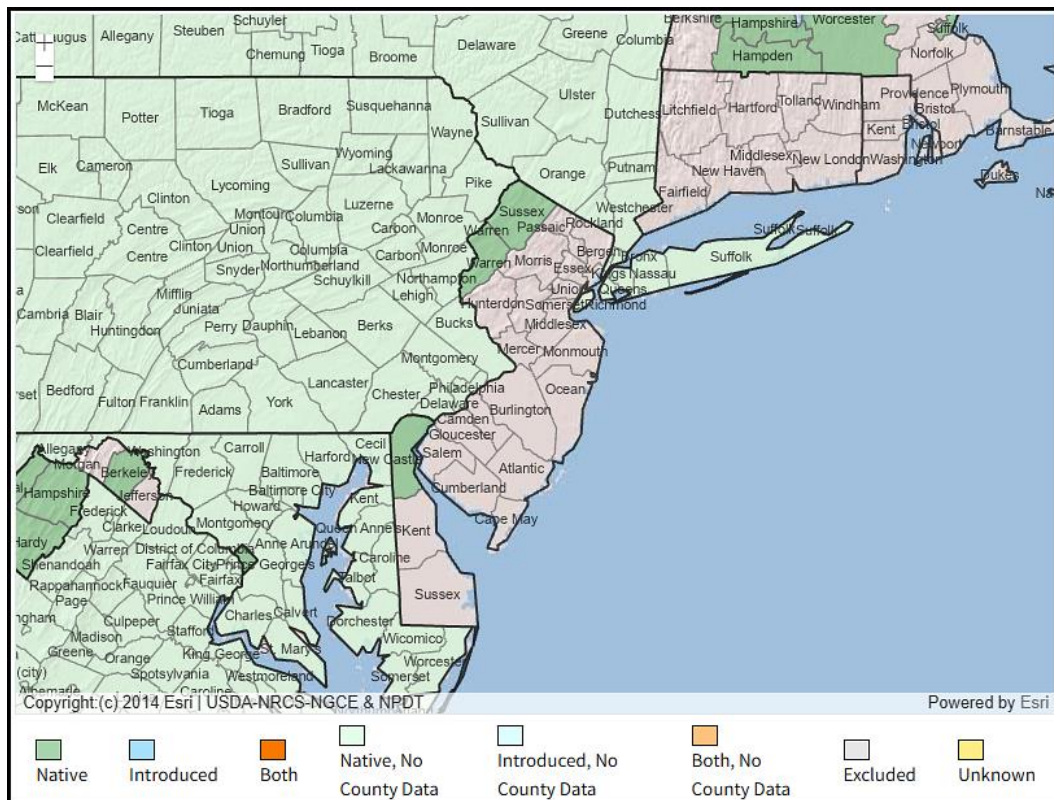 Cattaraugus Allegany Steuben Schuyler Chemung Tioga Broome Delaware Greene Columbia Berkshire Hampshire Worcester Suffolk
+
Hampden Norfolk
McKean Potter Tioga Bradford Susquehanna Wayne Sullivan Ulster Dutchess Litchfield Hartford Tolland Windham Providence Bristol Plymouth
Kent Bristol Newport Barnstable
Elk Cameron Sullivan Wyoming Lackawanna Pike Orange Putnam Fairfield New Haven Middlesex New London Washington Dukes
Clinton Lycoming Luzerne Monroe Sussex Passaic Rockland Westchester
Clearfield Centre Montour Columbia Union Carbon Warren Suffolk Suffolk
Clearfield Centre Clinton Union Columbia Carbon Monroe Warren Morris Essex Bergen Bronx Suffolk
Snyder Northumberland Schuylkill Northampton Lehigh Kings Nassau
Mifflin Juniata Hunterdon Union Somerset Queens Richmond
Cambria Blair Huntingdon Perry Dauphin Lebanon Berks Bucks Middlesex
Cumberland Montgomery Mercer Monmouth
Bedford Fulton Franklin Adams York Lancaster Chester Philadelphia Delaware Burlington Ocean
Camden Gloucester
Allegany Morgan Washington Carroll Harford Cecil New Castle Salem Atlantic
Berkeley Frederick Baltimore
Hampshire Jefferson Baltimore City Kent Cumberland
Frederick Howard Cape May
Clarke Loudoun Montgomery Queen Anne's Kent
Hardy Warren District of Columbia Anne Arundel Caroline
Shenandoah Fairfax City Prince George's
Rappahannock Fauquier Fairfax Talbot
Page Prince William Charles Calvert Sussex
Culpeper Stafford Dorchester
Madison Wicomico
Greene Orange King George St. Mary's Worcester
(city) Spotsylvania Westmoreland Somerset
Albemarle Caroline
Copyright:(c) 2014 Esri | USDA-NRCS-NGCE & NPDT Powered by Esri
Native Introduced Both Native, No County Data Introduced, No County Data Both, No County Data Excluded Unknown